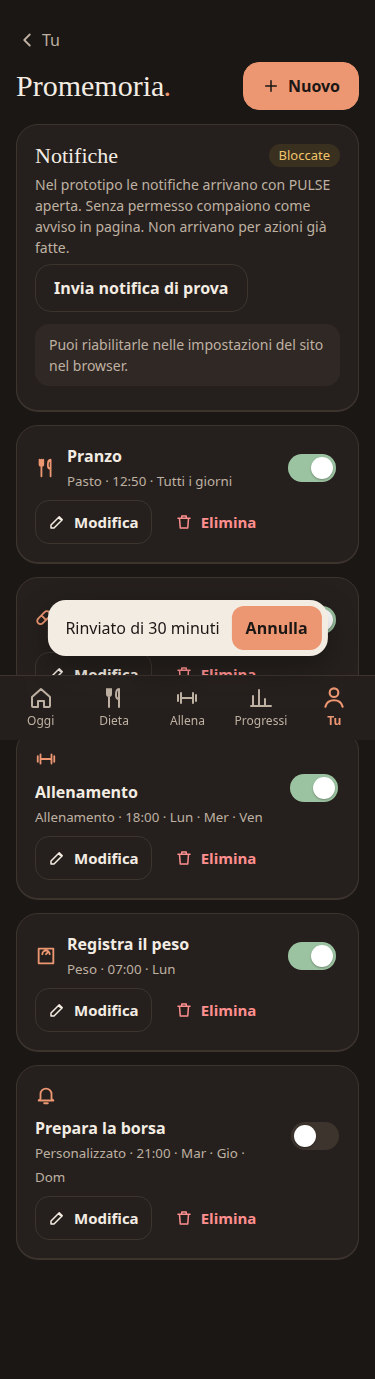 Tu
Promemoria.
Nuovo
Notifiche
Bloccate
Nel prototipo le notifiche arrivano con PULSE
aperta. Senza permesso compaiono come
avviso in pagina. Non arrivano per azioni già
fatte.
Invia notifica di prova
Puoi riabilitarle nelle impostazioni del sito
nel browser.
Pranzo
Pasto · 12:50 · Tutti i giorni
Modifica
Elimina
Rinviato di 30 minuti
Annulla
Modifica
Elimina
Oggi
Dieta
Allena
Progressi
Tu
Allenamento
Allenamento · 18:00 · Lun · Mer · Ven
Modifica
Elimina
Registra il peso
Peso · 07:00 · Lun
Modifica
Elimina
Prepara la borsa
Personalizzato · 21:00 · Mar · Gio ·
Dom
Modifica
Elimina